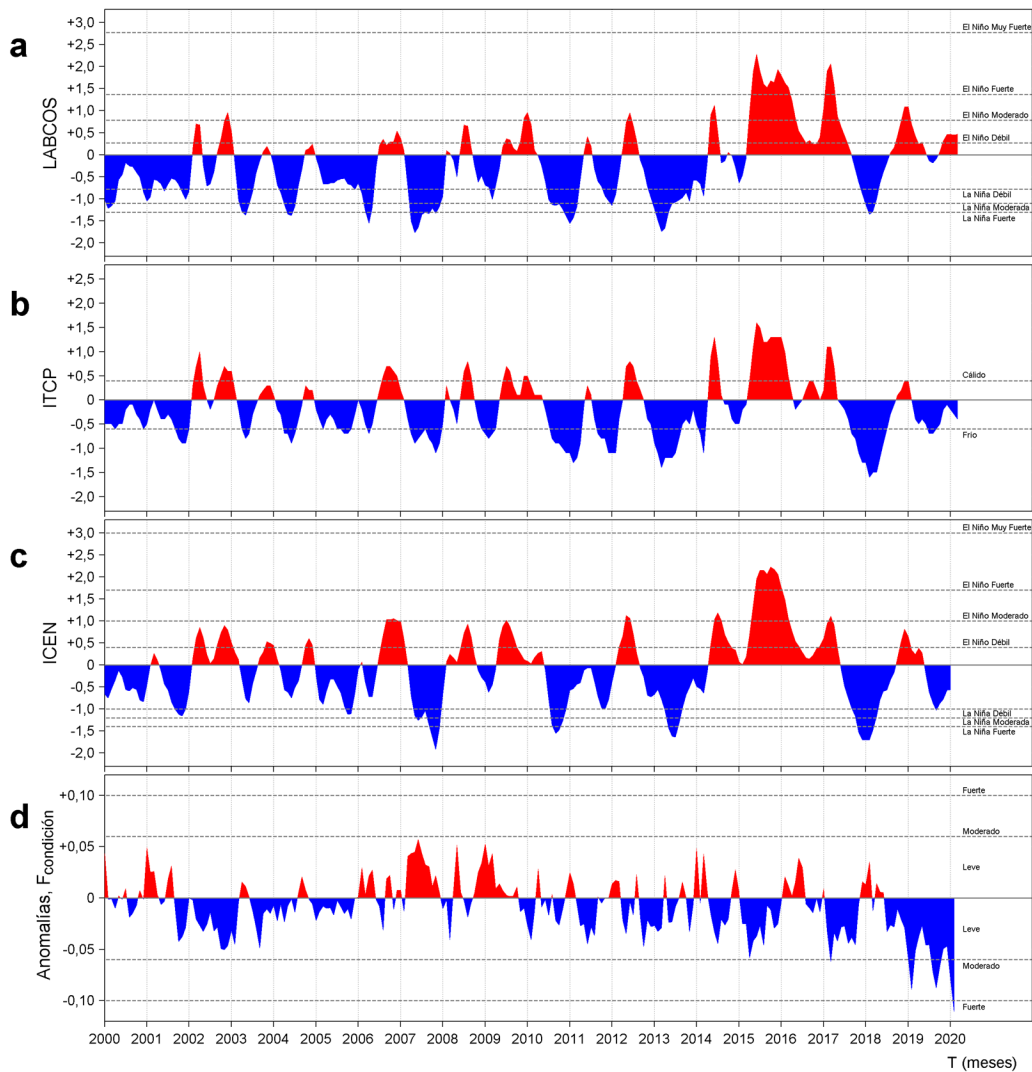 a
LABCOS
+3,0
+2,5
+2,0
+1,5
+1,0
+0,5
0
-0,5
-1,0
-1,5
-2,0
El Niño Muy Fuerte
El Niño Fuerte
El Niño Moderado
El Niño Débil
La Niña Débil
La Niña Moderada
La Niña Fuerte
b
ITCP
+2,5
+2,0
+1,5
+1,0
+0,5
0
-0,5
-1,0
-1,5
-2,0
Cálido
Frío
c
ICEN
+3,0
+2,5
+2,0
+1,5
+1,0
+0,5
0
-0,5
-1,0
-1,5
-2,0
El Niño Muy Fuerte
El Niño Fuerte
El Niño Moderado
El Niño Débil
La Niña Débil
La Niña Moderada
La Niña Fuerte
d
Anomalías, Fcondición
+0,10
+0,05
0
-0,05
-0,10
Fuerte
Moderado
Leve
Leve
Moderado
Fuerte
2000 2001 2002 2003 2004 2005 2006 2007 2008 2009 2010 2011 2012 2013 2014 2015 2016 2017 2018 2019 2020
T (meses)